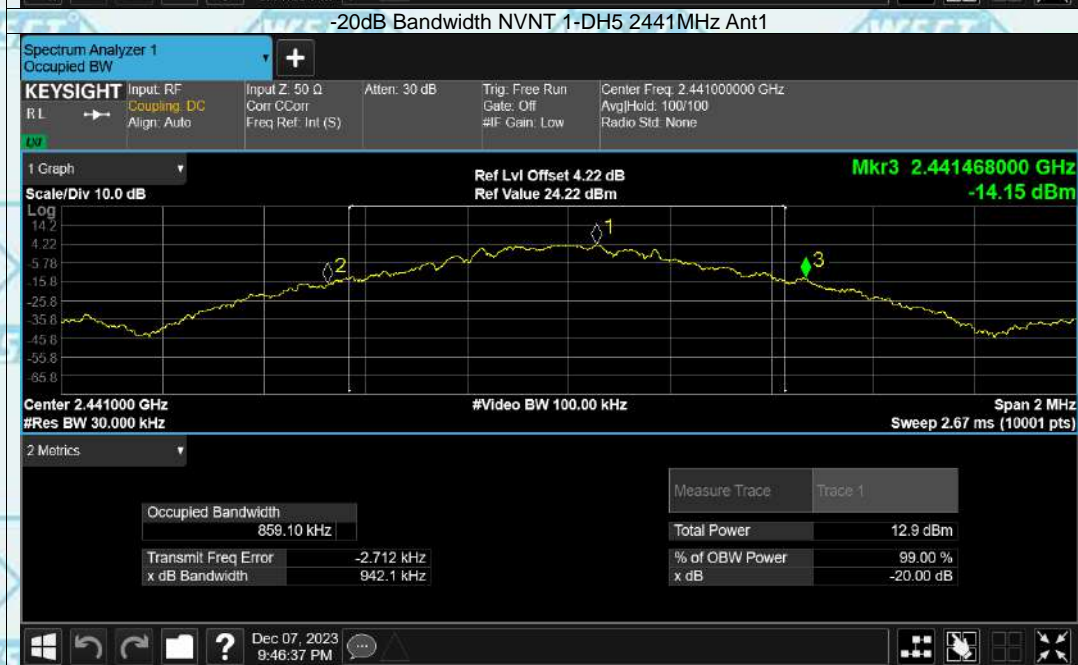 -20dB Bandwidth NVNT 1-DH5 2441MHz Ant1
Spectrum Analyzer 1
Occupied BW
+
KEYSIGHT Input: RF Input Z: 50 Ω Atten: 30 dB Trig: Free Run Center Freq: 2.441000000 GHz
R L Coupling: DC Corr CCorr Gate: Off Avg|Hold: 100/100
Align: Auto Freq Ref: Int (S) #IF Gain: Low Radio Std: None
LXI
1 Graph Ref Lvl Offset 4.22 dB Mkr3 2.441468000 GHz
Scale/Div 10.0 dB Ref Value 24.22 dBm -14.15 dBm
Log
14.2
4.22
-5.78
-15.8
-25.8
-35.8
-45.8
-55.8
-65.8
1
2
3
Center 2.441000 GHz #Video BW 100.00 kHz Span 2 MHz
#Res BW 30.000 kHz Sweep 2.67 ms (10001 pts)
2 Metrics
Measure Trace Trace 1
Occupied Bandwidth
859.10 kHz Total Power 12.9 dBm
Transmit Freq Error -2.712 kHz % of OBW Power 99.00 %
x dB Bandwidth 942.1 kHz x dB -20.00 dB
? Dec 07, 2023
9:46:37 PM